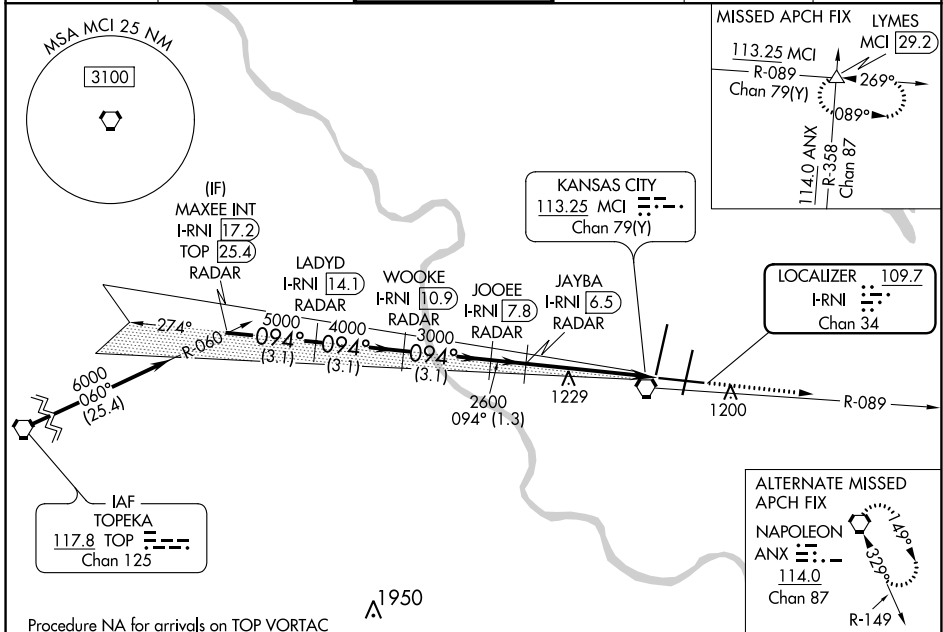 MSA MCI 25 NM
3100
MISSED APCH FIX
LYMES
MCI 29.2
113.25 MCI
R-089
Chan 79(Y)
269°
089°
114.0 ANX
R-358
Chan 87
(IF)
MAXEE INT
I-RNI 17.2
TOP 25.4
RADAR
LADYD
I-RNI 14.1
RADAR
WOOKE
I-RNI 10.9
RADAR
JOOEE
I-RNI 7.8
RADAR
JAYBA
I-RNI 6.5
RADAR
KANSAS CITY
113.25 MCI
Chan 79(Y)
LOCALIZER 109.7
I-RNI
Chan 34
274°
R-060
5000
094°
(3.1)
4000
094°
(3.1)
3000
094°
(3.1)
2600
094° (1.3)
1229
1200
R-089
6000
060°
(25.4)
IAF
TOPEKA
117.8 TOP
Chan 125
ALTERNATE MISSED
APCH FIX
NAPOLEON
ANX
114.0
Chan 87
149°
329°
R-149
1950
Procedure NA for arrivals on TOP VORTAC